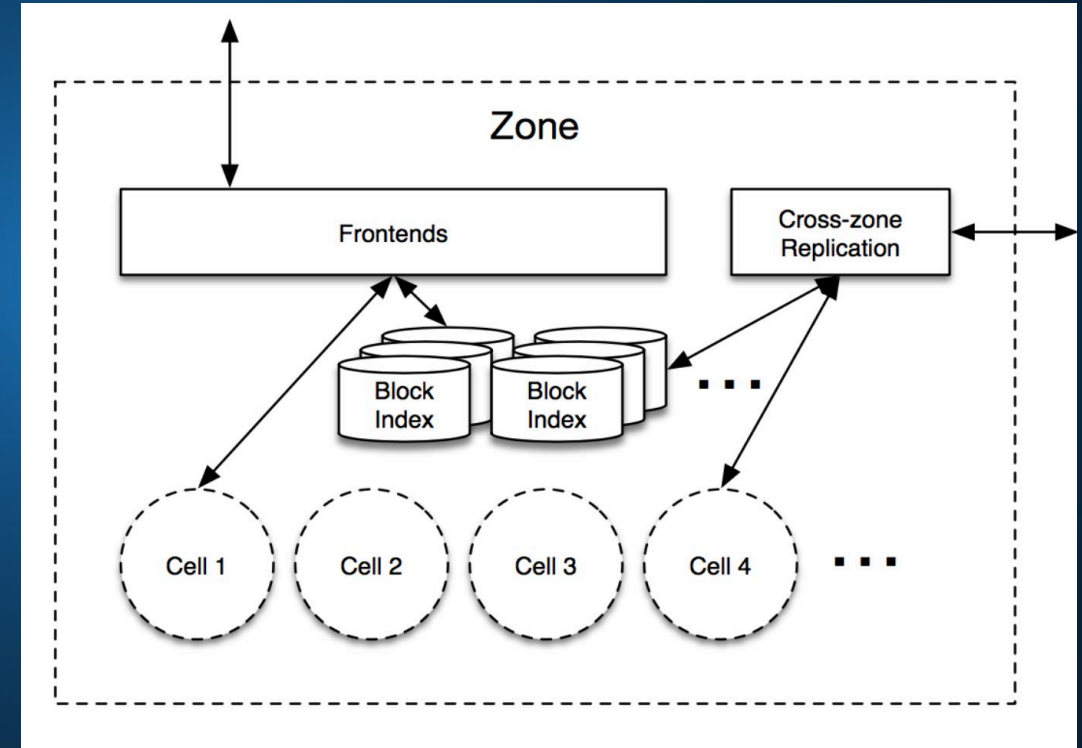 Zone
Frontends
Cross-zone
Replication
Block
Index
Block
Index
...
Cell 1
Cell 2
Cell 3
Cell 4
...